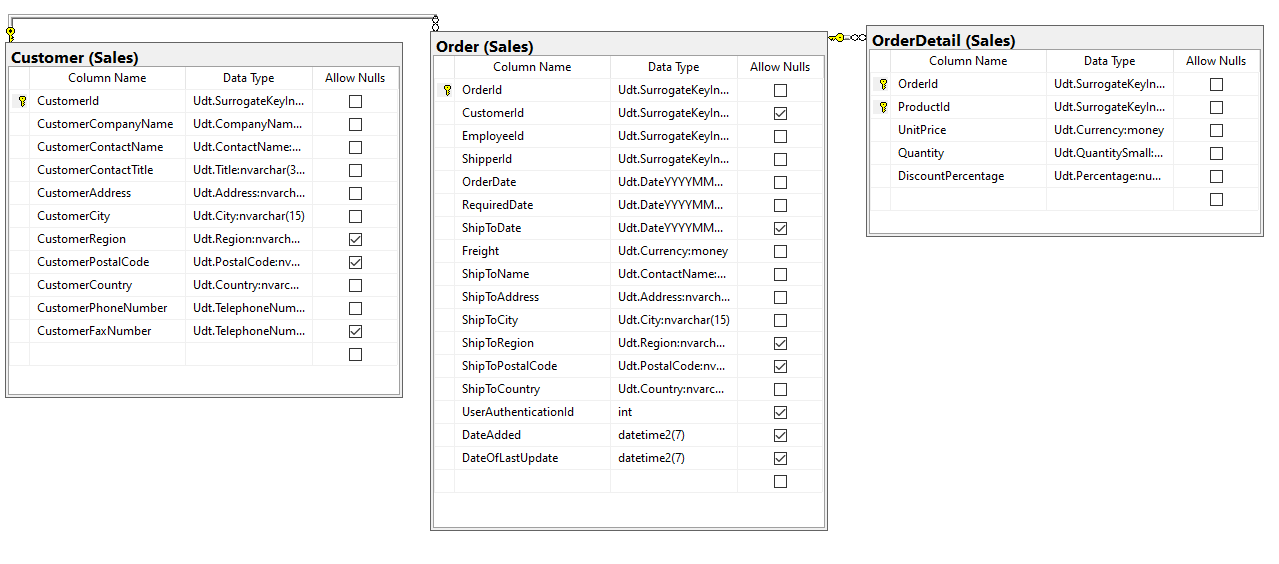 Customer (Sales)
Column Name Data Type Allow Nulls
CustomerId Udt.SurrogateKeyIn...
CustomerCompanyName Udt.CompanyNam...
CustomerContactName Udt.ContactName:...
CustomerContactTitle Udt.Title:nvarchar(3...
CustomerAddress Udt.Address:nvarch...
CustomerCity Udt.City:nvarchar(15)
CustomerRegion Udt.Region:nvarch...
CustomerPostalCode Udt.PostalCode:nv...
CustomerCountry Udt.Country:nvarc...
CustomerPhoneNumber Udt.TelephoneNum...
CustomerFaxNumber Udt.TelephoneNum...
Order (Sales)
Column Name Data Type Allow Nulls
OrderId Udt.SurrogateKeyIn...
CustomerId Udt.SurrogateKeyIn...
EmployeeId Udt.SurrogateKeyIn...
ShipperId Udt.SurrogateKeyIn...
OrderDate Udt.DateYYYYMM...
RequiredDate Udt.DateYYYYMM...
ShipToDate Udt.DateYYYYMM...
Freight Udt.Currency:money
ShipToName Udt.ContactName:...
ShipToAddress Udt.Address:nvarch...
ShipToCity Udt.City:nvarchar(15)
ShipToRegion Udt.Region:nvarch...
ShipToPostalCode Udt.PostalCode:nv...
ShipToCountry Udt.Country:nvarc...
UserAuthenticationId int
DateAdded datetime2(7)
DateOfLastUpdate datetime2(7)
OrderDetail (Sales)
Column Name Data Type Allow Nulls
OrderId Udt.SurrogateKeyIn...
ProductId Udt.SurrogateKeyIn...
UnitPrice Udt.Currency:money
Quantity Udt.QuantitySmall:...
DiscountPercentage Udt.Percentage:nu...